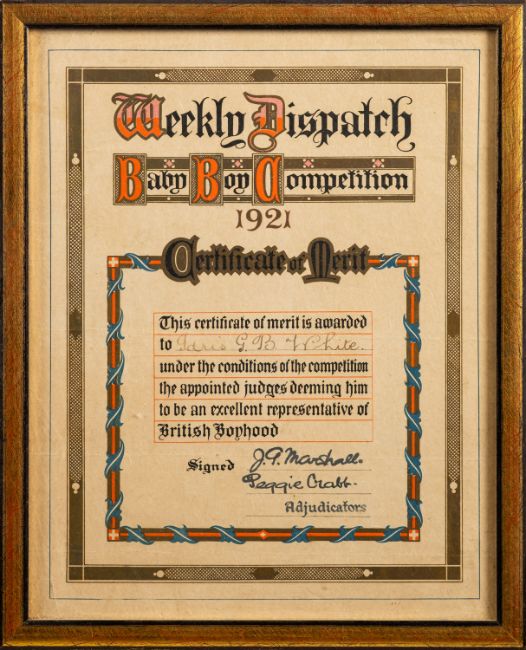 Weekly Dispatch
Baby Boy Competition
1921
Certificate of Merit
This certificate of merit is awarded
to Idris G. B. White.
under the conditions of the competition
the appointed judges deeming him
to be an excellent representative of
British Boyhood
Signed J. A. Marshall.
Peggie Crabb.
Adjudicators